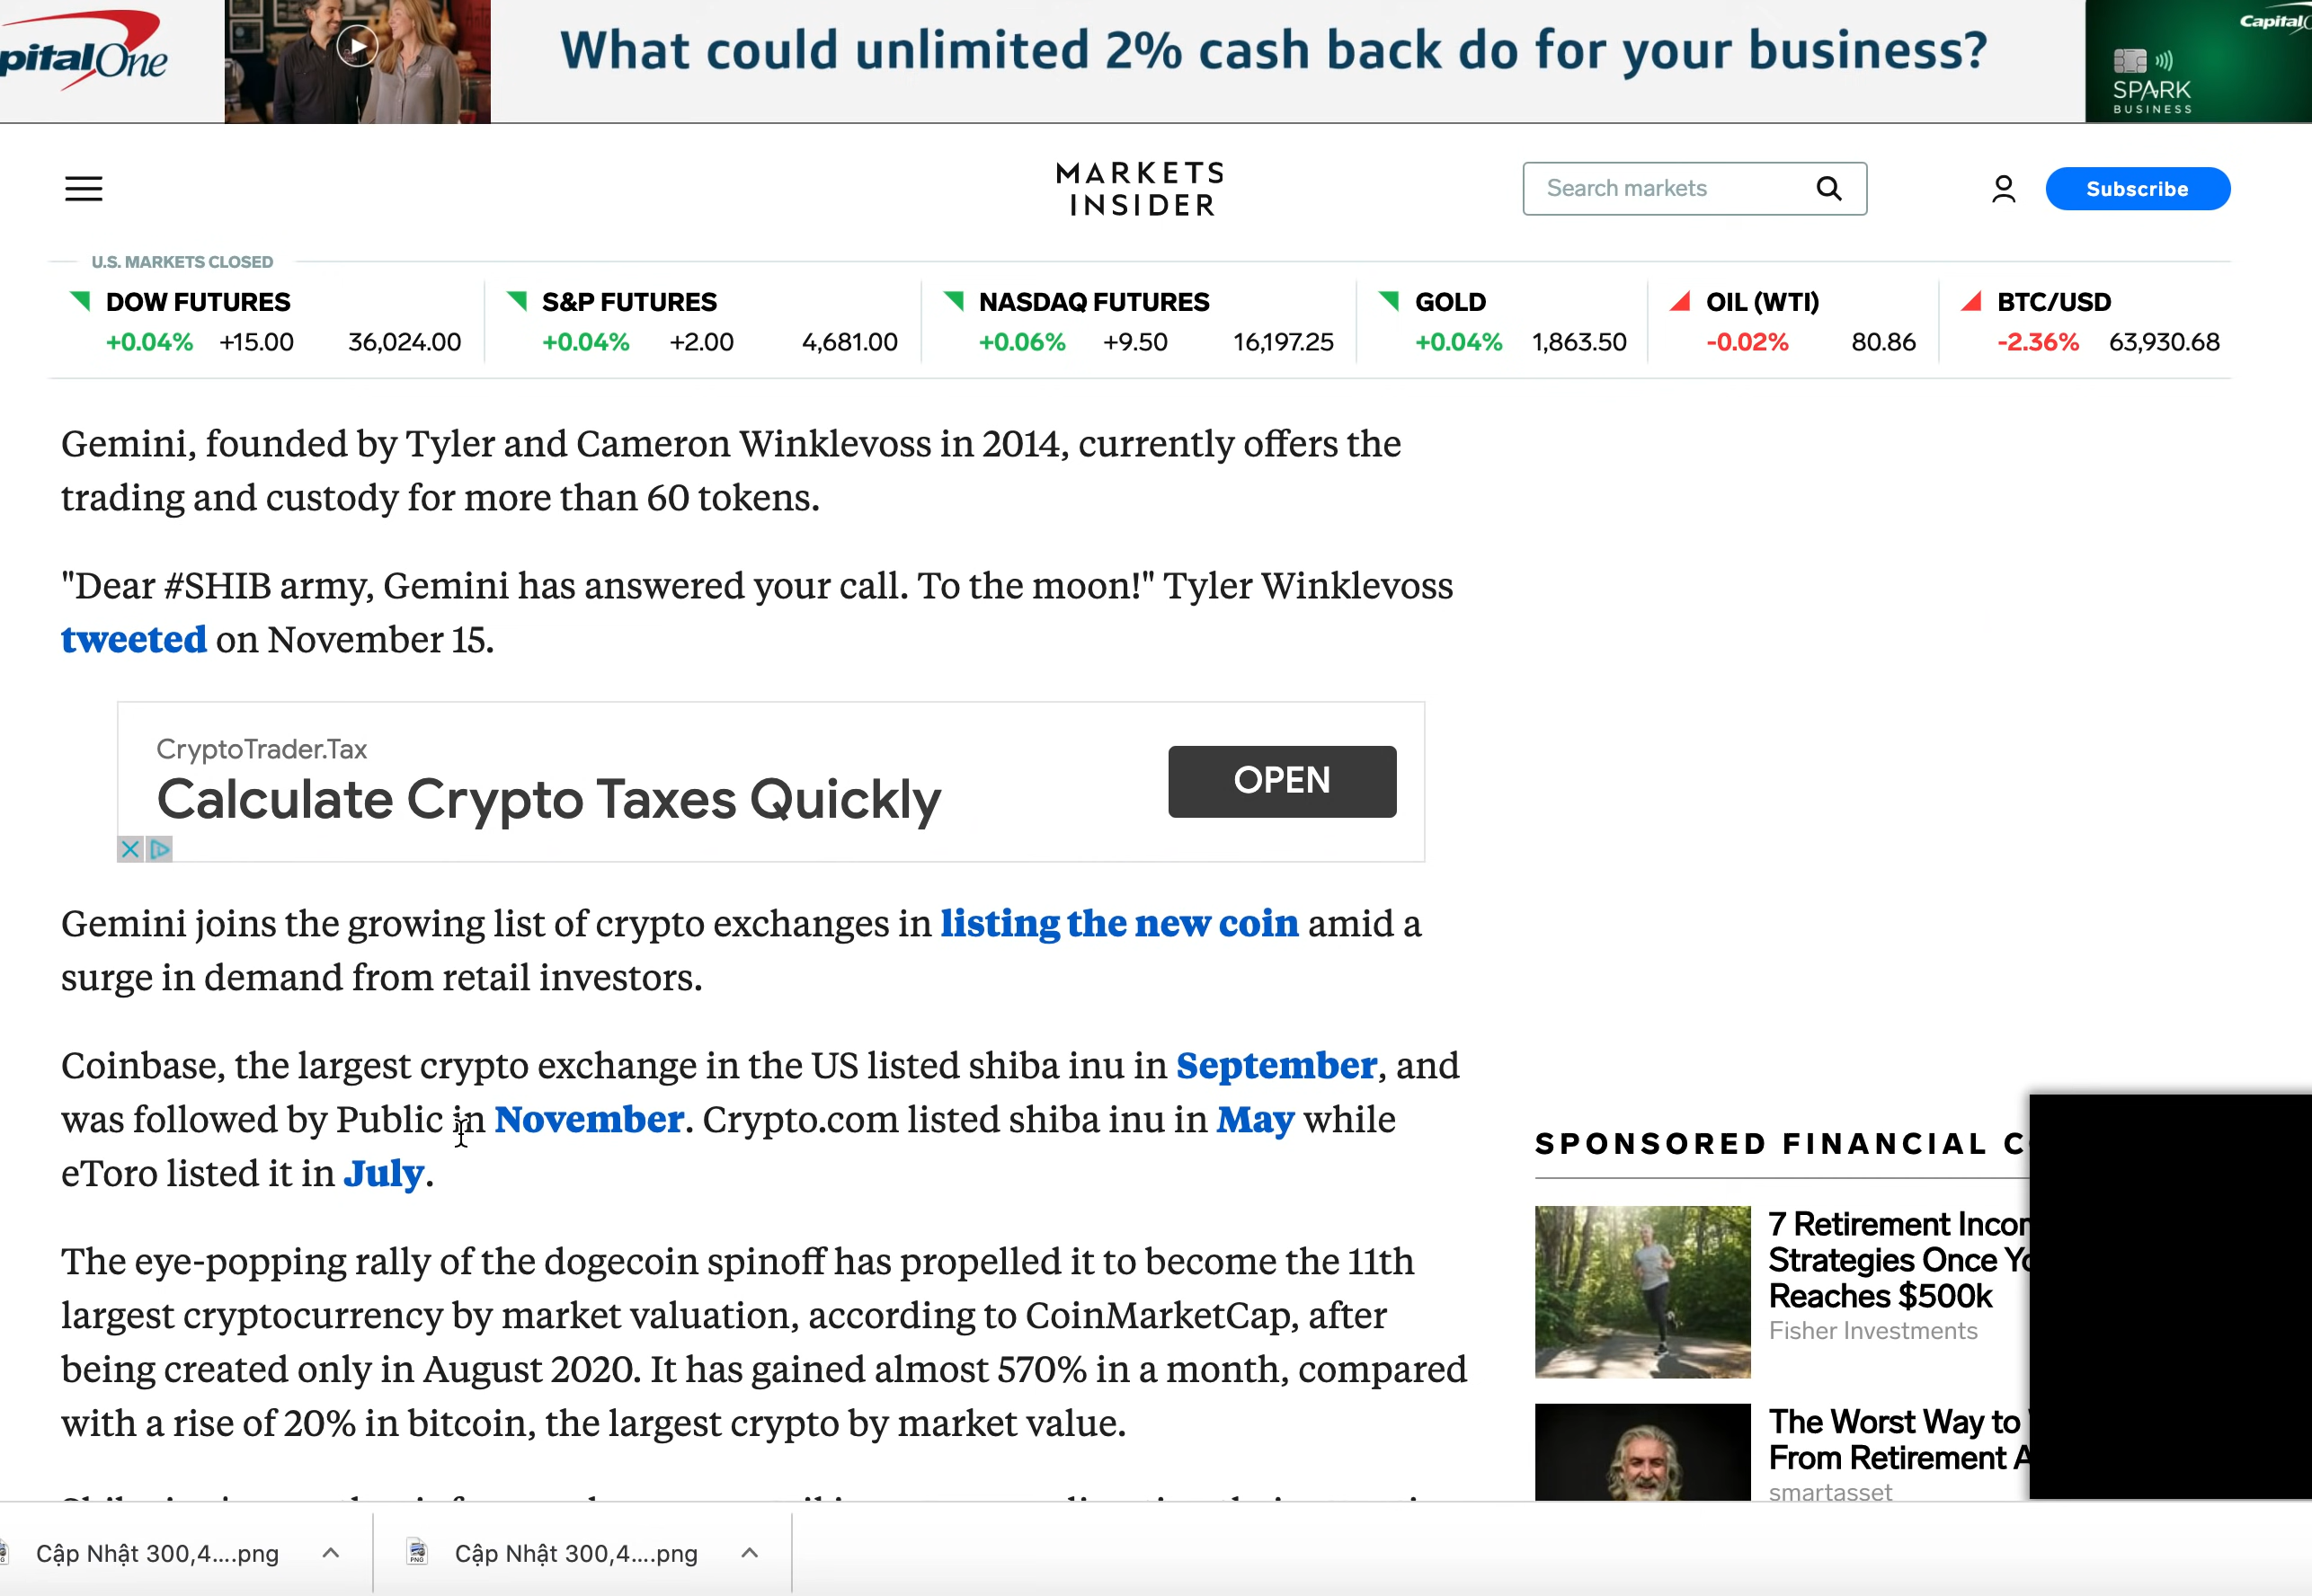 pitalOne
What could unlimited 2% cash back do for your business?
Capital
SPARK
BUSINESS
MARKETS
INSIDER
Search markets
Subscribe
U.S. MARKETS CLOSED
DOW FUTURES
+0.04% +15.00 36,024.00
S&P FUTURES
+0.04% +2.00 4,681.00
NASDAQ FUTURES
+0.06% +9.50 16,197.25
GOLD
+0.04% 1,863.50
OIL (WTI)
-0.02% 80.86
BTC/USD
-2.36% 63,930.68
Gemini, founded by Tyler and Cameron Winklevoss in 2014, currently offers the
trading and custody for more than 60 tokens.
"Dear #SHIB army, Gemini has answered your call. To the moon!" Tyler Winklevoss
tweeted on November 15.
CryptoTrader.Tax
Calculate Crypto Taxes Quickly
OPEN
Gemini joins the growing list of crypto exchanges in listing the new coin amid a
surge in demand from retail investors.
Coinbase, the largest crypto exchange in the US listed shiba inu in September, and
was followed by Public in November. Crypto.com listed shiba inu in May while
eToro listed it in July.
The eye-popping rally of the dogecoin spinoff has propelled it to become the 11th
largest cryptocurrency by market valuation, according to CoinMarketCap, after
being created only in August 2020. It has gained almost 570% in a month, compared
with a rise of 20% in bitcoin, the largest crypto by market value.
SPONSORED FINANCIAL C
7 Retirement Incom
Strategies Once Yo
Reaches $500k
Fisher Investments
The Worst Way to
From Retirement A
smartasset
Cập Nhật 300,4....png
Cập Nhật 300,4....png